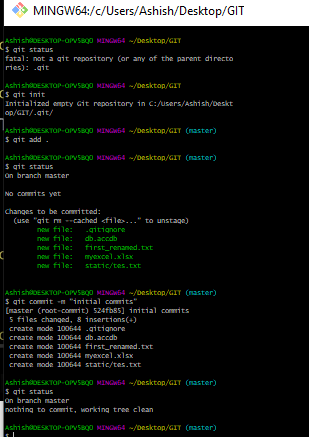 MINGW64:/c/Users/Ashish/Desktop/GIT
Ashish@DESKTOP-OPV5BQO MINGW64 ~/Desktop/GIT
$ git status
fatal: not a git repository (or any of the parent directo
ries): .git
Ashish@DESKTOP-OPV5BQO MINGW64 ~/Desktop/GIT
$ git init
Initialized empty Git repository in C:/Users/Ashish/Deskt
op/GIT/.git/
Ashish@DESKTOP-OPV5BQO MINGW64 ~/Desktop/GIT (master)
$ git add .
Ashish@DESKTOP-OPV5BQO MINGW64 ~/Desktop/GIT (master)
$ git status
On branch master
No commits yet
Changes to be committed:
(use "git rm --cached <file>..." to unstage)
new file: .gitignore
new file: db.accdb
new file: first_renamed.txt
new file: myexcel.xlsx
new file: static/tes.txt
Ashish@DESKTOP-OPV5BQO MINGW64 ~/Desktop/GIT (master)
$ git commit -m "initial commits"
[master (root-commit) 524fb85] initial commits
5 files changed, 8 insertions(+)
create mode 100644 .gitignore
create mode 100644 db.accdb
create mode 100644 first_renamed.txt
create mode 100644 myexcel.xlsx
create mode 100644 static/tes.txt
Ashish@DESKTOP-OPV5BQO MINGW64 ~/Desktop/GIT (master)
$ git status
On branch master
nothing to commit, working tree clean
Ashish@DESKTOP-OPV5BQO MINGW64 ~/Desktop/GIT (master)
$